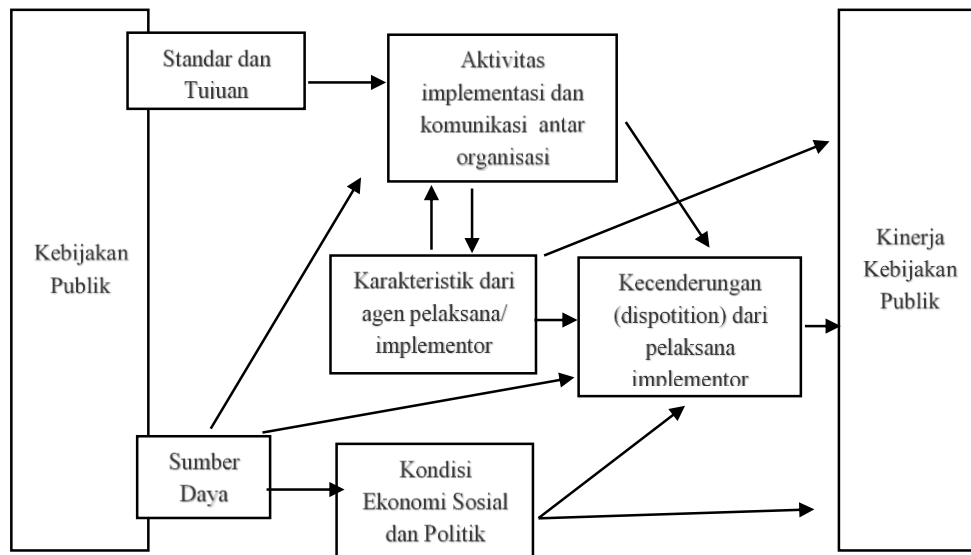 Standar dan
Tujuan
Aktivitas
implementasi dan
komunikasi antar
organisasi
Kebijakan
Publik
Karakteristik dari
agen pelaksana/
implementor
Kecenderungan
(dispotition) dari
pelaksana
implementor
Kinerja
Kebijakan
Publik
Sumber
Daya
Kondisi
Ekonomi Sosial
dan Politik